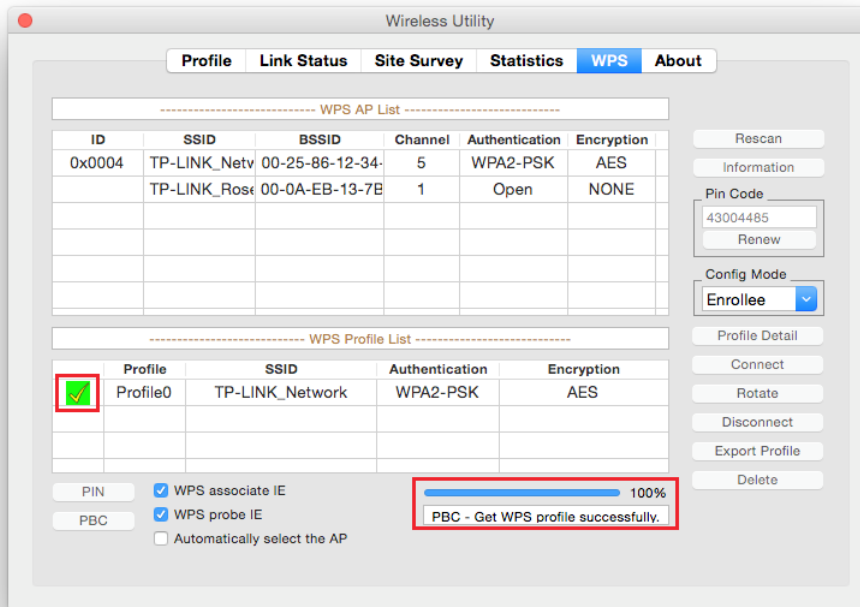 Wireless Utility
Profile Link Status Site Survey Statistics WPS About
---------------------------- WPS AP List ----------------------------
ID SSID BSSID Channel Authentication Encryption
0x0004 TP-LINK_Netw 00-25-86-12-34- 5 WPA2-PSK AES
TP-LINK_Rose 00-0A-EB-13-7B 1 Open NONE
Rescan
Information
Pin Code
43004485
Renew
Config Mode
Enrollee
---------------------------- WPS Profile List ----------------------------
Profile SSID Authentication Encryption
Profile0 TP-LINK_Network WPA2-PSK AES
Profile Detail
Connect
Rotate
Disconnect
Export Profile
Delete
PIN
PBC
WPS associate IE
WPS probe IE
Automatically select the AP
100%
PBC - Get WPS profile successfully.